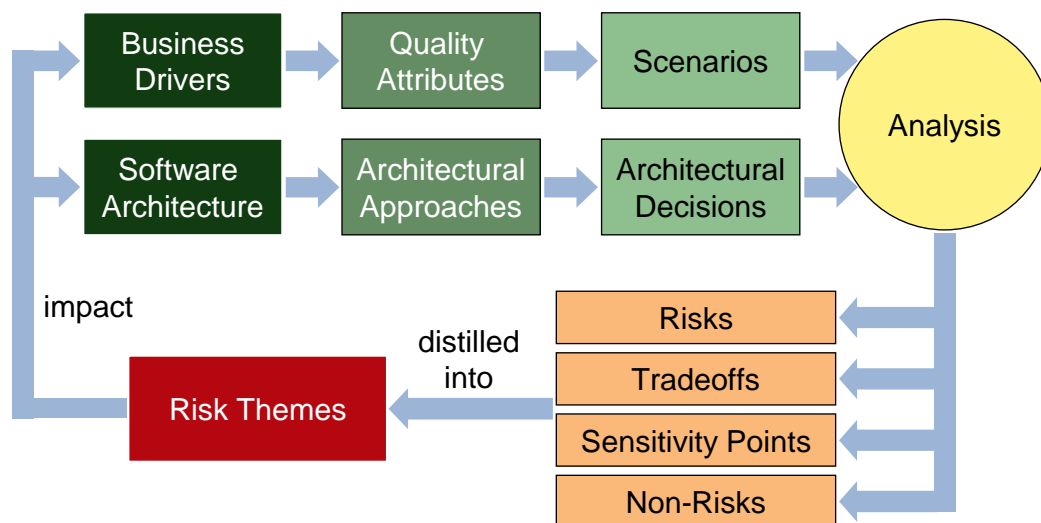 Business
Drivers
Quality
Attributes
Scenarios
Analysis
Software
Architecture
Architectural
Approaches
Architectural
Decisions
impact
distilled
into
Risk Themes
Risks
Tradeoffs
Sensitivity Points
Non-Risks